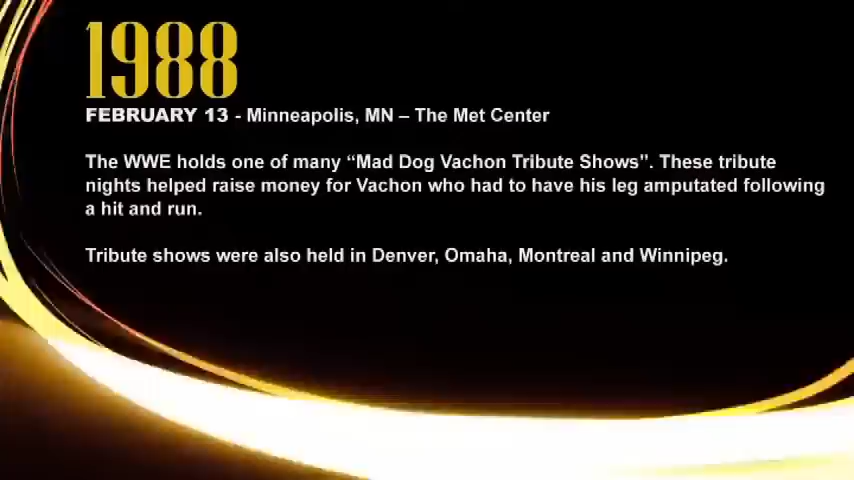 1988
FEBRUARY 13 - Minneapolis, MN – The Met Center
The WWE holds one of many “Mad Dog Vachon Tribute Shows”. These tribute
nights helped raise money for Vachon who had to have his leg amputated following
a hit and run.
Tribute shows were also held in Denver, Omaha, Montreal and Winnipeg.